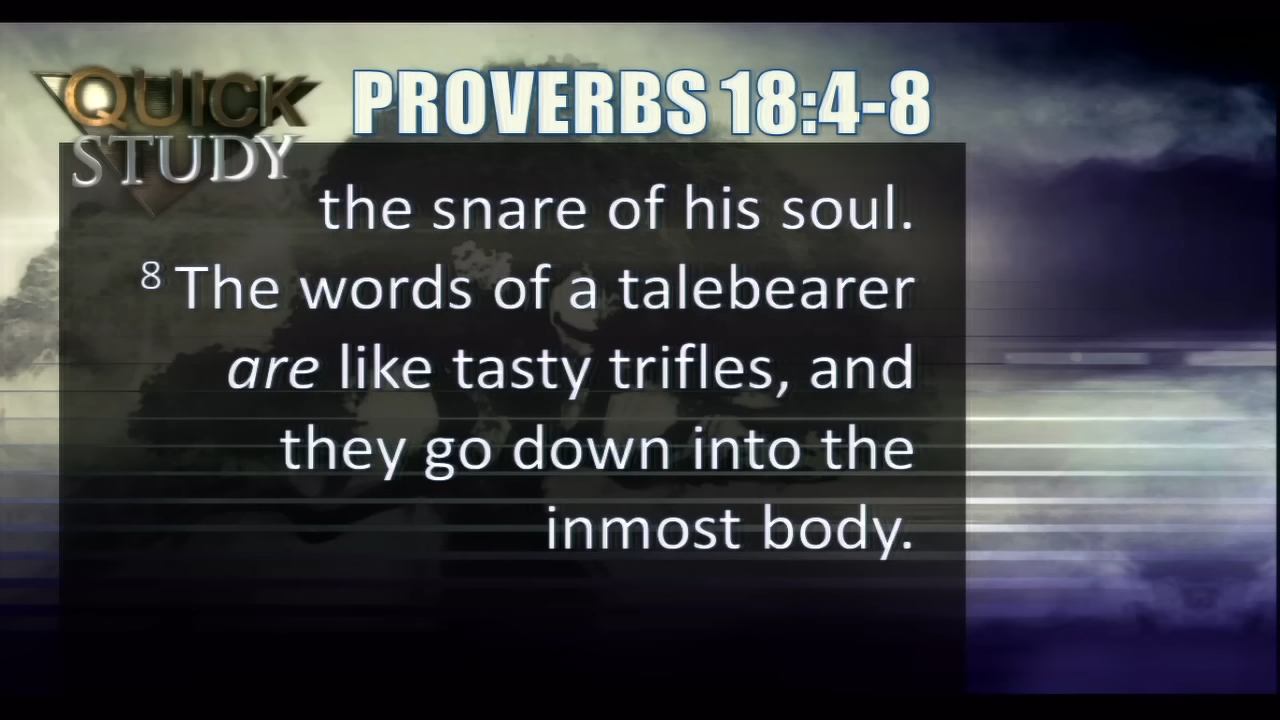 QUICK
STUDY
PROVERBS 18:4-8
the snare of his soul.
8 The words of a talebearer
are like tasty trifles, and
they go down into the
inmost body.